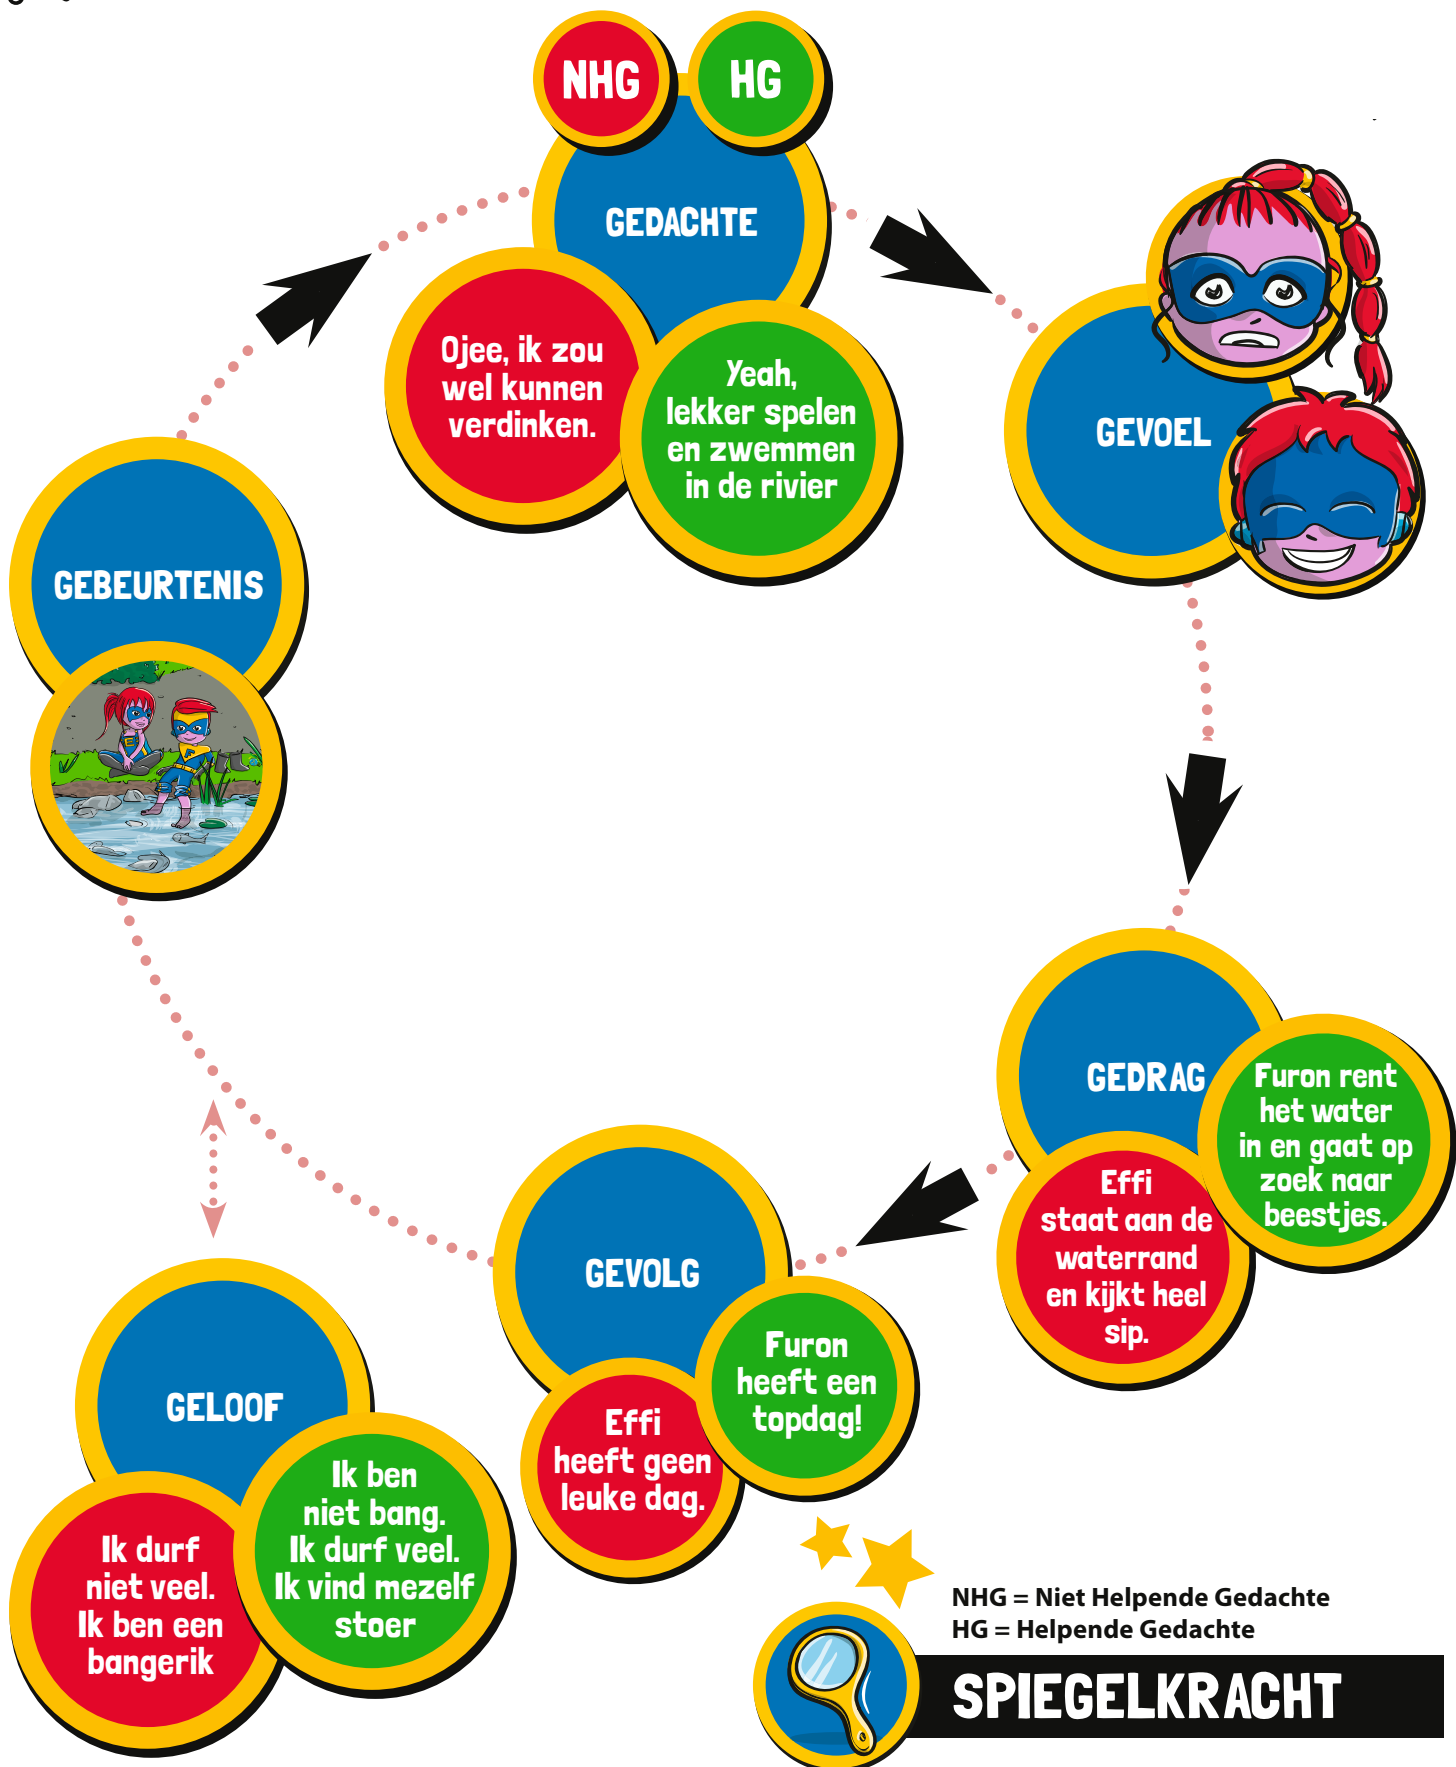 NHG
HG
GEDACHTE
Ojee, ik zou
wel kunnen
verdinken.
Yeah,
lekker spelen
en zwemmen
in de rivier
GEVOEL
GEBEURTENIS
E
F
GEDRAG
Furon rent
het water
in en gaat op
zoek naar
beestjes.
Effi
staat aan de
waterrand
en kijkt heel
sip.
GEVOLG
Furon
heeft een
topdag!
Effi
heeft geen
leuke dag.
GELOOF
Ik ben
niet bang.
Ik durf veel.
Ik vind mezelf
stoer
Ik durf
niet veel.
Ik ben een
bangerik
NHG = Niet Helpende Gedachte
HG = Helpende Gedachte
SPIEGELKRACHT